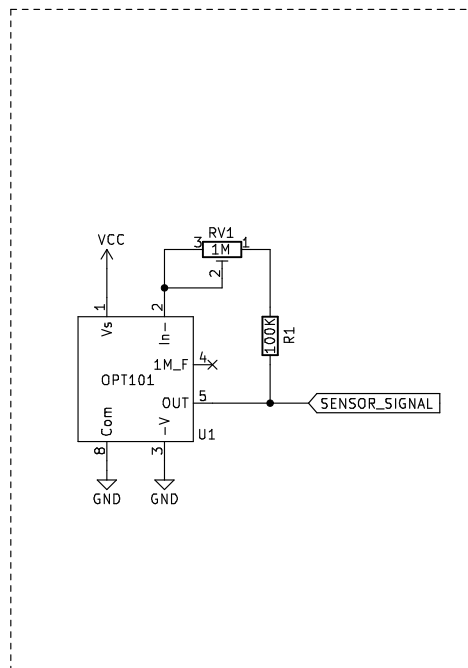 RV1
VCC
3
1M
1
2
1
2
Vs
In-
100K
R1
1M_F
4
OPT101
OUT
5
SENSOR_SIGNAL
Com
-V
U1
8
3
GND
GND